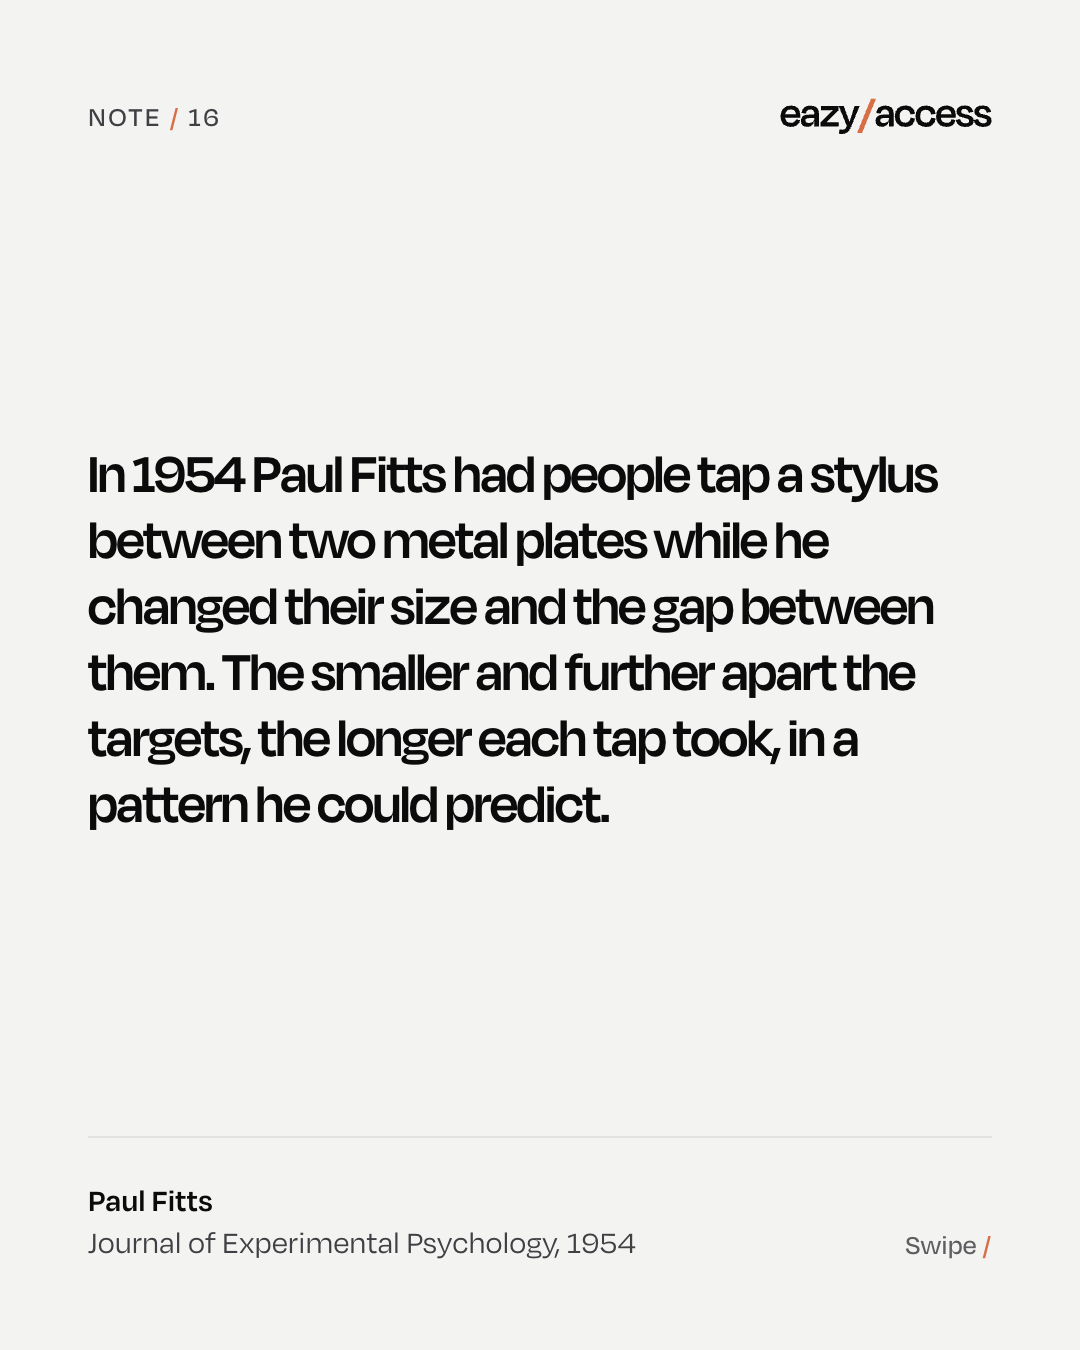 NOTE / 16
eazy/access
In 1954 Paul Fitts had people tap a stylus
between two metal plates while he
changed their size and the gap between
them. The smaller and further apart the
targets, the longer each tap took, in a
pattern he could predict.
Paul Fitts
Journal of Experimental Psychology, 1954
Swipe /